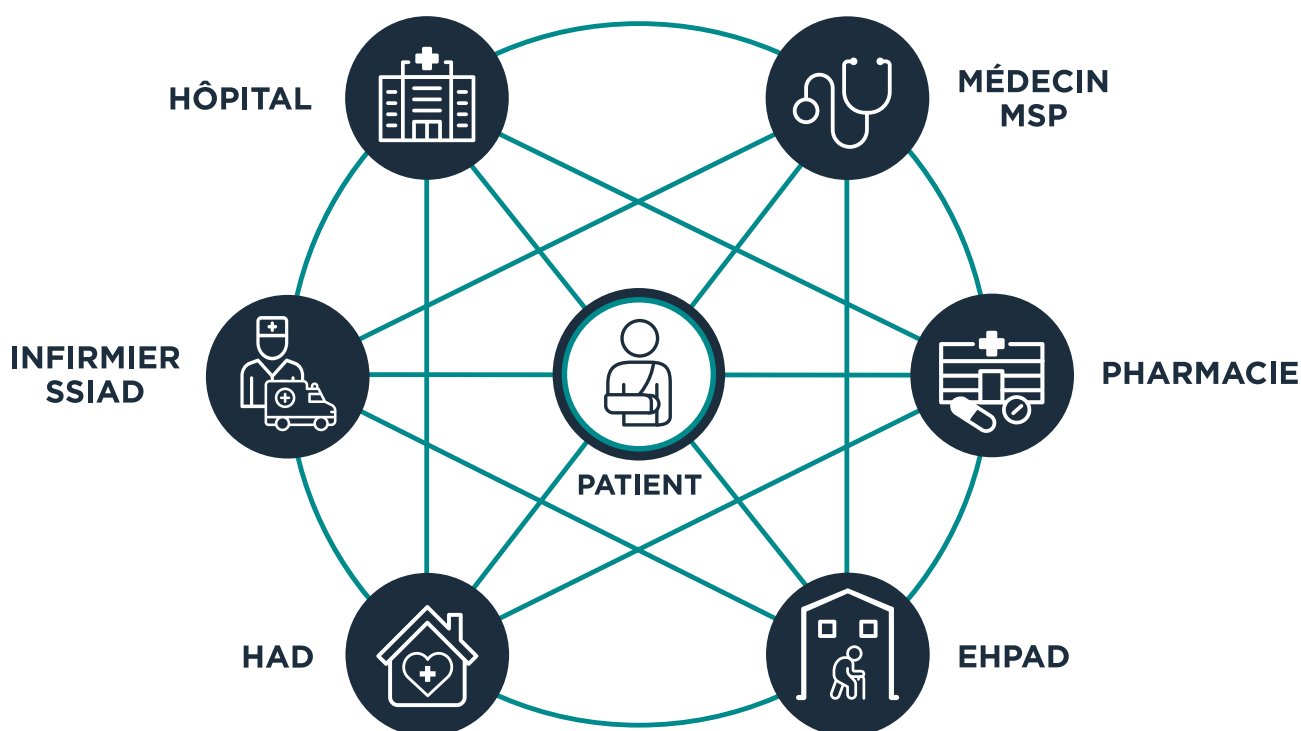 HÔPITAL
MÉDECIN
MSP
INFIRMIER
SSIAD
PHARMACIE
PATIENT
HAD
EHPAD